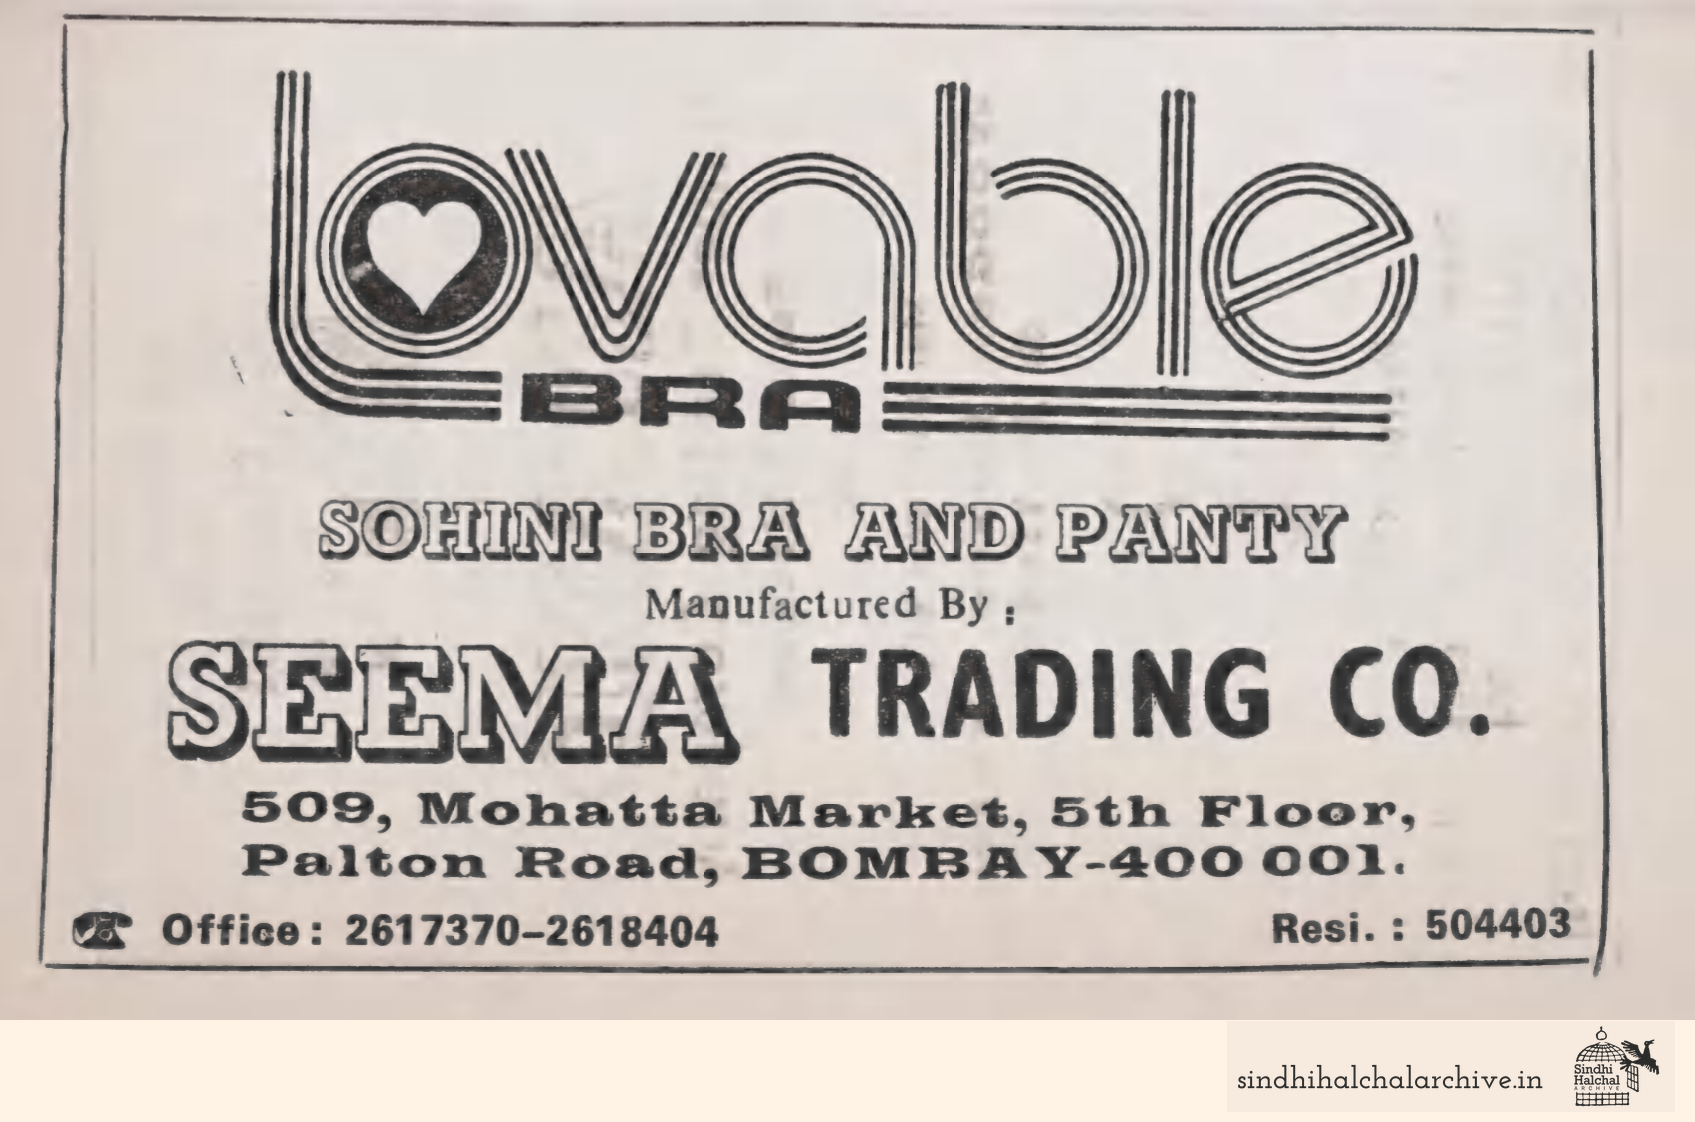 lovable
BRA
SOHINI BRA AND PANTY
Manufactured By :
SEEMA TRADING CO.
509, Mohatta Market, 5th Floor,
Palton Road, BOMBAY-400 001.
Office : 2617370-2618404 Resi. : 504403
sindhihalchalarchive.in
Sindhi
Halchal
ARCHIVE